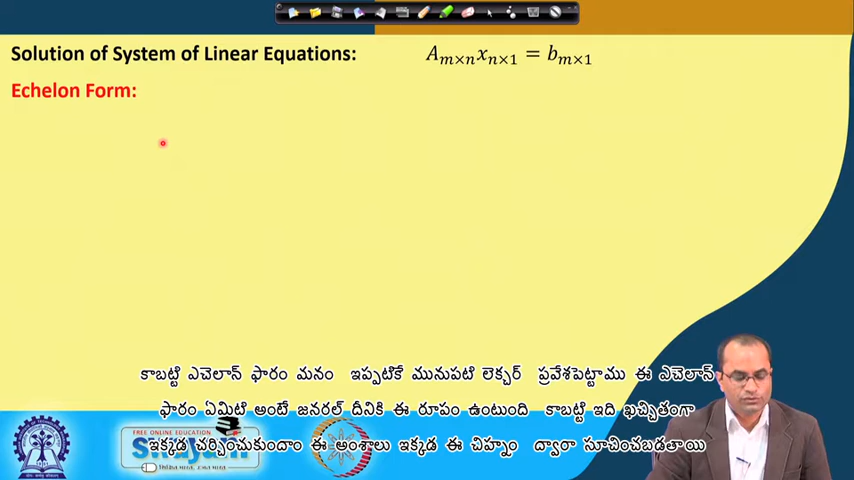 Solution of System of Linear Equations: A_{m×n}x_{n×1} = b_{m×1}
Echelon Form:
కాబట్టి ఎచెలాన్ ఫారం మనం ఇప్పటికే మునుపటి లెక్చర్ ప్రవేశపెట్టాము ఈ ఎచెలాన్
ఫారం ఏమిటి అంటే జనరల్ దీనికి ఈ రూపం ఉంటుంది కాబట్టి ఇది ఖచ్చితంగా
ఇక్కడ చర్చించుకుందాం ఈ అంశాలు ఇక్కడ ఈ చిహ్నం ద్వారా సూచించబడతాయి
FREE ONLINE EDUCATION
swayam